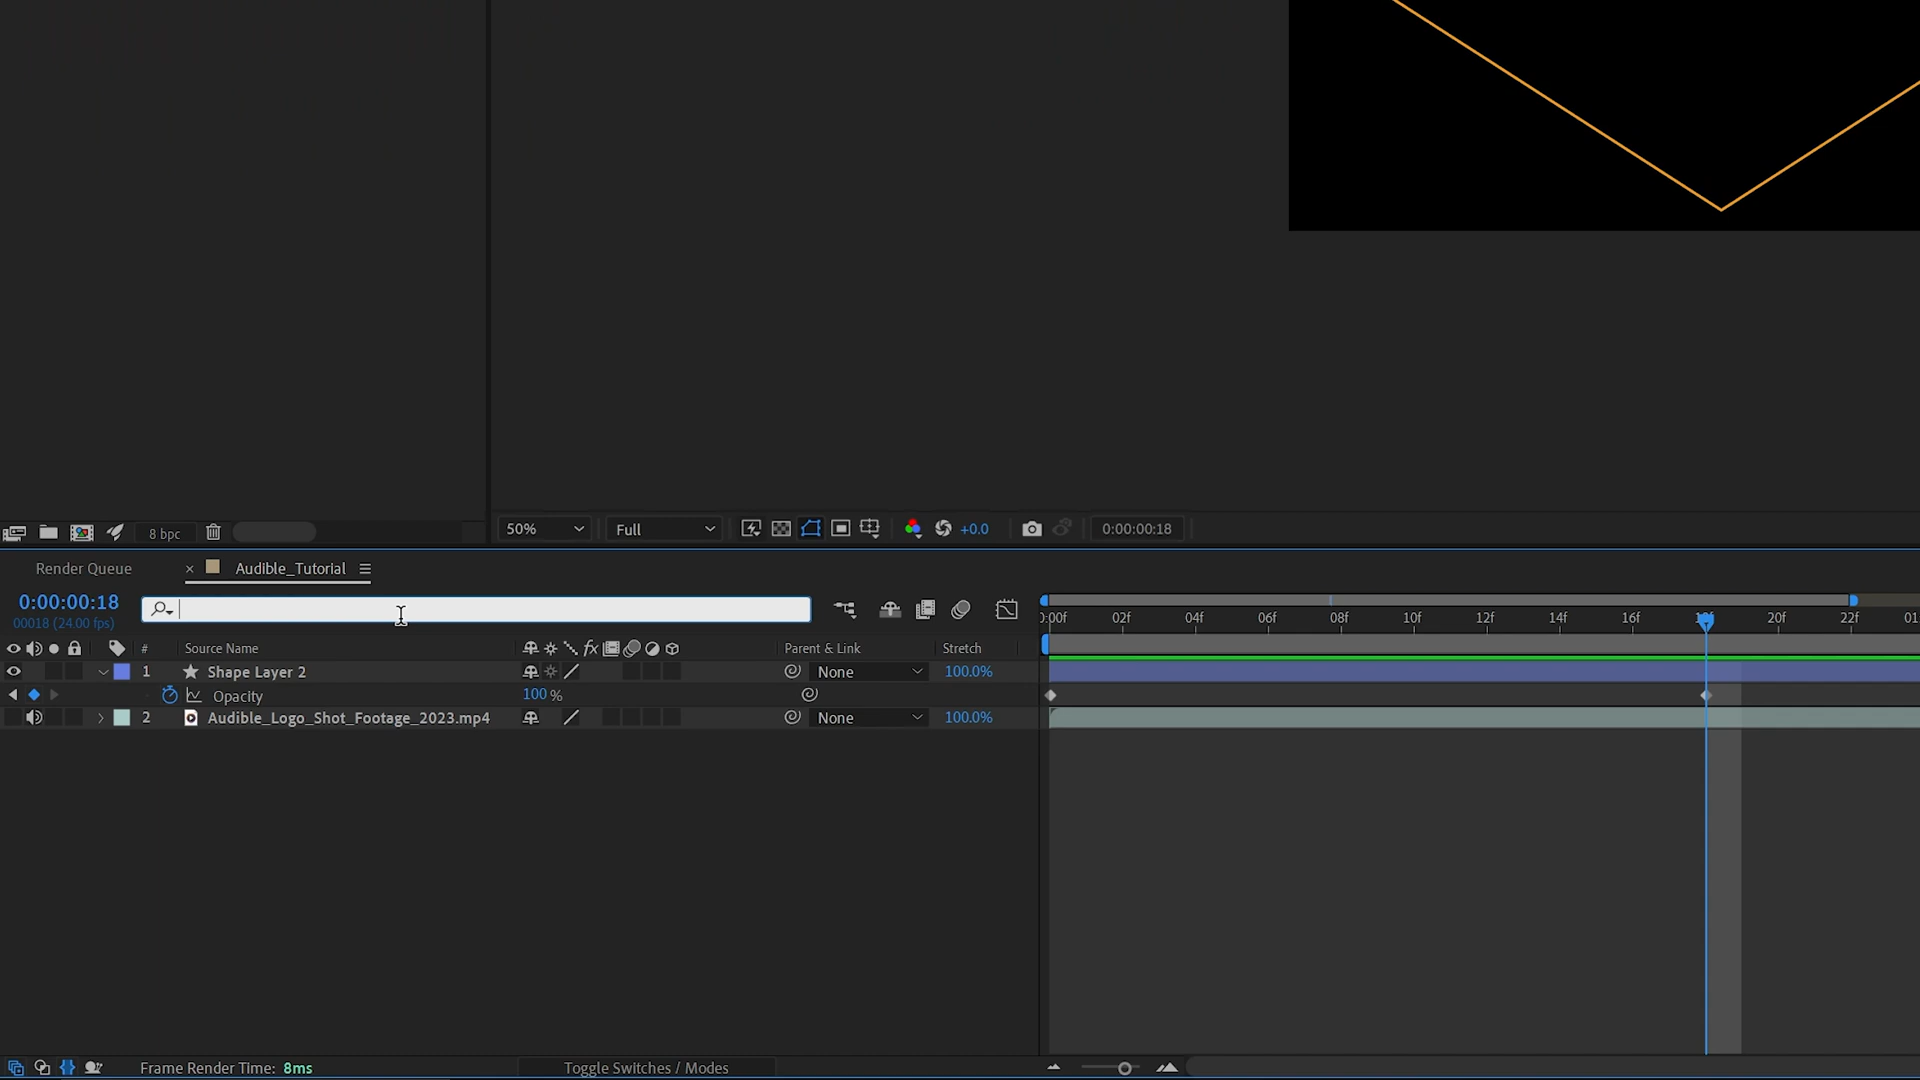 8 bpc
50%
Full
+0.0
0:00:00:18
Render Queue
× Audible_Tutorial
0:00:00:18
00018 (24.00 fps)
0:00f 02f 04f 06f 08f 10f 12f 14f 16f 18f 20f 22f 01
# Source Name
fx
Parent & Link
Stretch
1 Shape Layer 2
None
100.0%
Opacity
100 %
2 Audible_Logo_Shot_Footage_2023.mp4
None
100.0%
Frame Render Time: 8ms
Toggle Switches / Modes